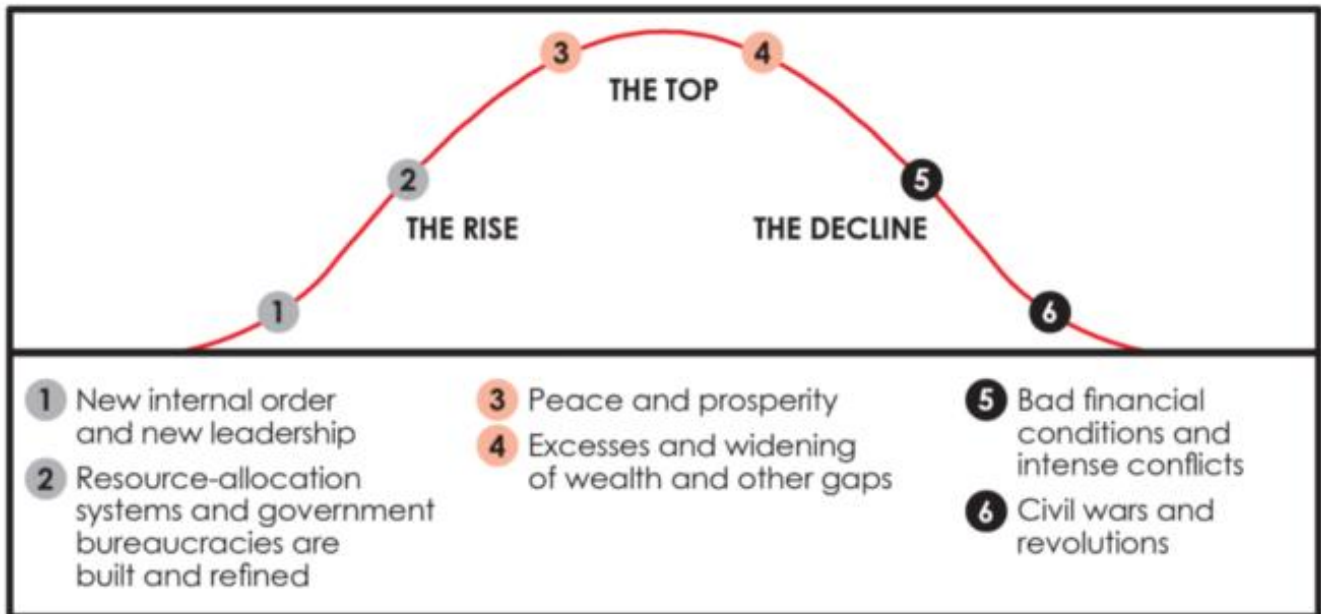 3
4
THE TOP
2
5
THE RISE
THE DECLINE
1
6
1 New internal order
and new leadership
2 Resource-allocation
systems and government
bureaucracies are
built and refined
3 Peace and prosperity
4 Excesses and widening
of wealth and other gaps
5 Bad financial
conditions and
intense conflicts
6 Civil wars and
revolutions